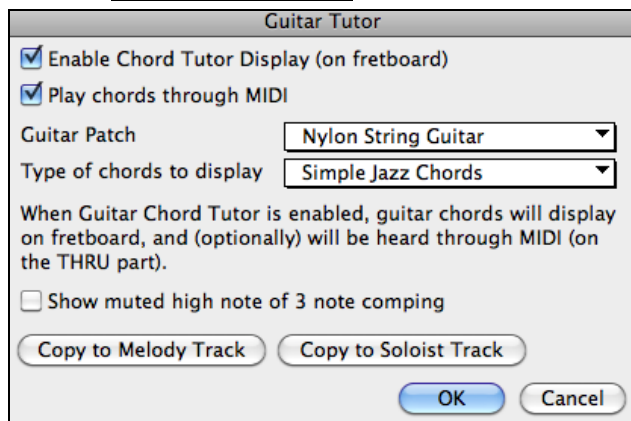 Guitar Tutor
Enable Chord Tutor Display (on fretboard)
Play chords through MIDI
Guitar Patch Nylon String Guitar
Type of chords to display Simple Jazz Chords
When Guitar Chord Tutor is enabled, guitar chords will display
on fretboard, and (optionally) will be heard through MIDI (on
the THRU part).
Show muted high note of 3 note comping
Copy to Melody Track Copy to Soloist Track
OK Cancel